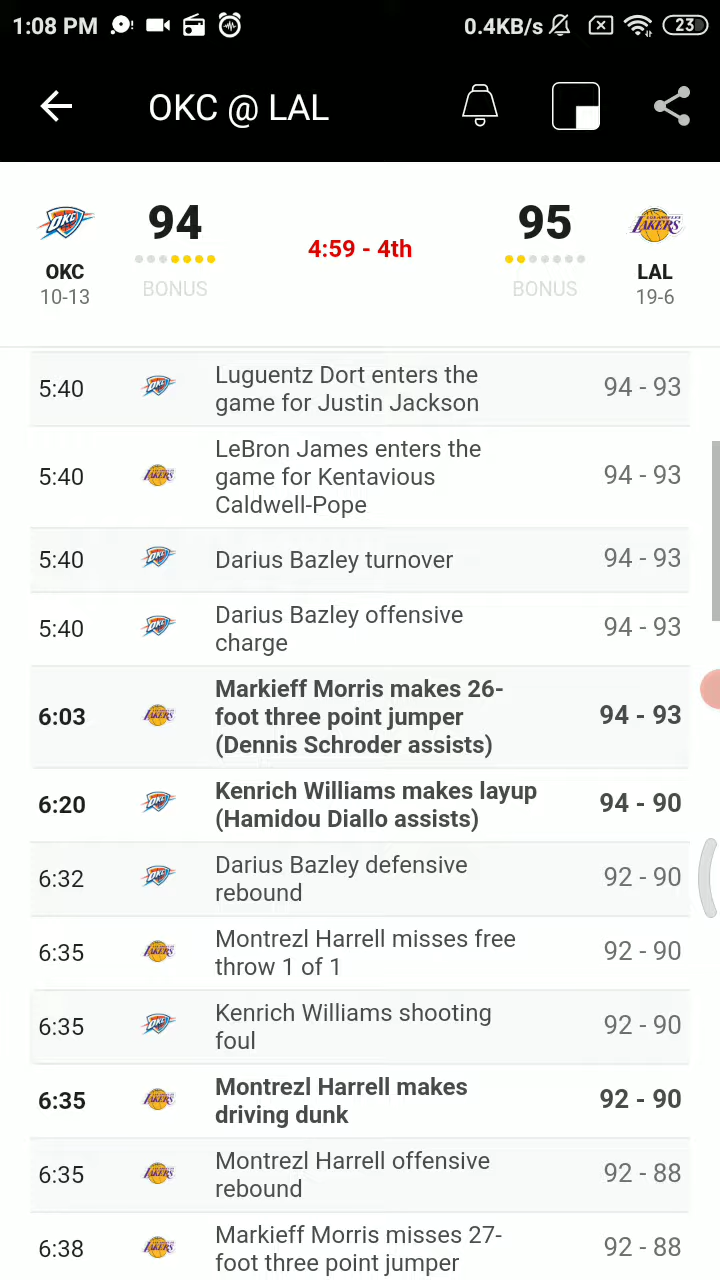 1:08 PM 0.4KB/s 23
OKC @ LAL
94 95
4:59 - 4th
OKC LAL
BONUS BONUS
10-13 19-6
5:40 Luguentz Dort enters the 94 - 93
game for Justin Jackson
LeBron James enters the
5:40 game for Kentavious 94 - 93
Caldwell-Pope
5:40 Darius Bazley turnover 94 - 93
5:40 Darius Bazley offensive 94 - 93
charge
Markieff Morris makes 26-
6:03 foot three point jumper 94 - 93
(Dennis Schroder assists)
6:20 Kenrich Williams makes layup 94 - 90
(Hamidou Diallo assists)
6:32 Darius Bazley defensive 92 - 90
rebound
6:35 Montrezl Harrell misses free 92 - 90
throw 1 of 1
6:35 Kenrich Williams shooting 92 - 90
foul
6:35 Montrezl Harrell makes 92 - 90
driving dunk
6:35 Montrezl Harrell offensive 92 - 88
rebound
6:38 Markieff Morris misses 27- 92 - 88
foot three point jumper